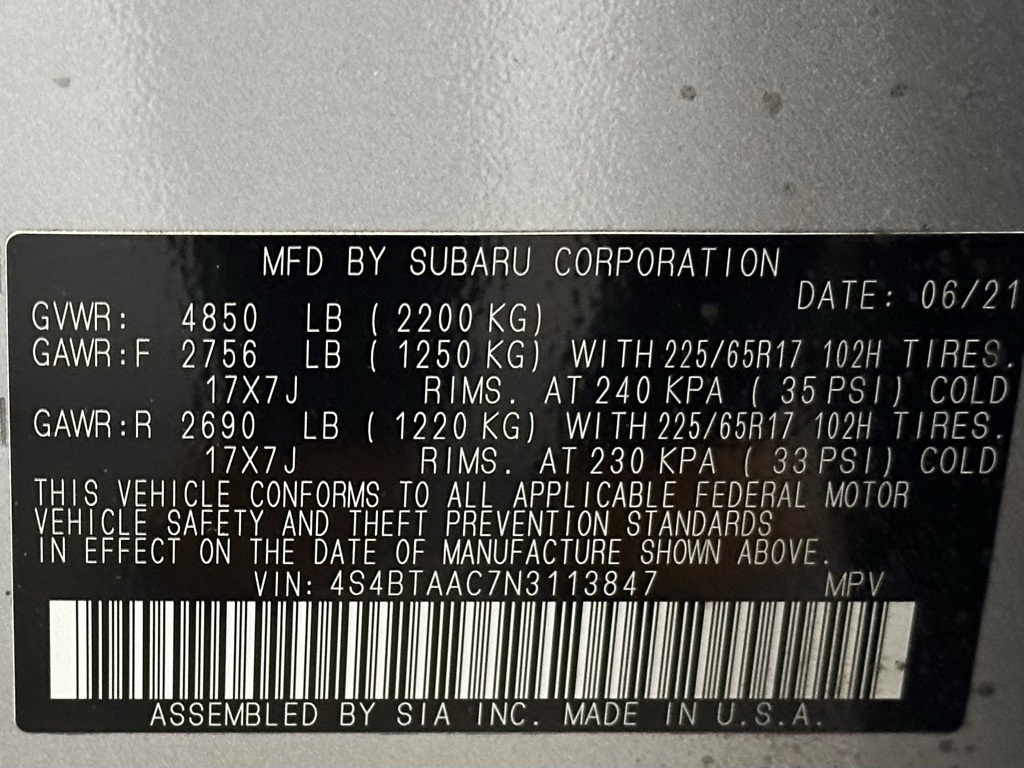 MFD BY SUBARU CORPORATION
DATE: 06/21
GVWR: 4850 LB ( 2200 KG)
GAWR:F 2756 LB ( 1250 KG) WITH 225/65R17 102H TIRES.
17X7J RIMS. AT 240 KPA ( 35 PSI) COLD
GAWR:R 2690 LB ( 1220 KG) WITH 225/65R17 102H TIRES.
17X7J RIMS. AT 230 KPA ( 33 PSI) COLD
THIS VEHICLE CONFORMS TO ALL APPLICABLE FEDERAL MOTOR
VEHICLE SAFETY AND THEFT PREVENTION STANDARDS
IN EFFECT ON THE DATE OF MANUFACTURE SHOWN ABOVE.
VIN: 4S4BTAAC7N3113847 MPV
ASSEMBLED BY SIA INC. MADE IN U.S.A.